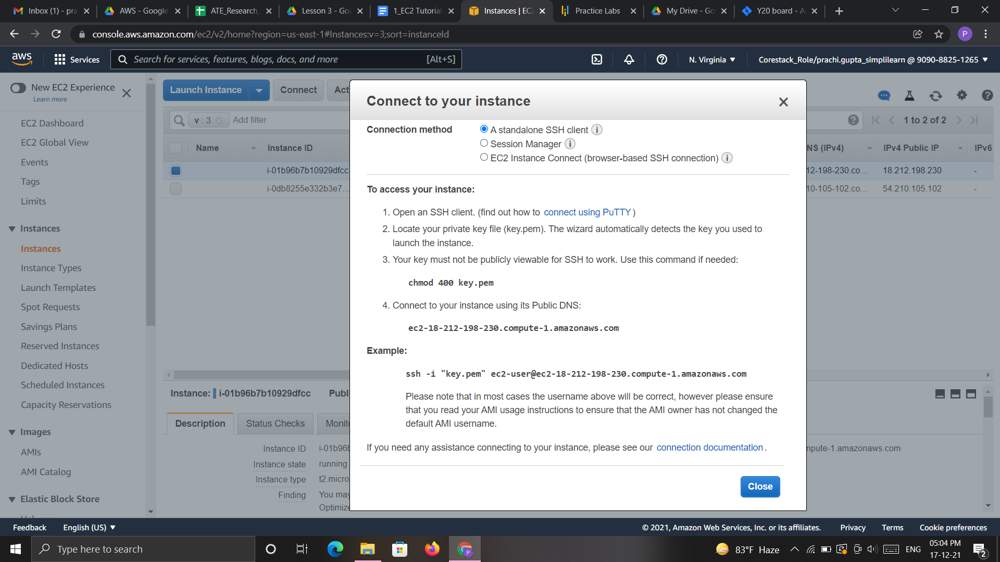 Inbox (1) - pra
AWS - Google
ATE_Research_
Lesson 3 - Goo
1_EC2 Tutorial
Instances | EC2
Practice Labs
My Drive - Go
Y20 board - A
console.aws.amazon.com/ec2/v2/home?region=us-east-1#Instances:v=3;sort=instanceId
P
aws
Services
Search for services, features, blogs, docs, and more
[Alt+S]
N. Virginia
Corestack_Role/prachi.gupta_simplilearn @ 9090-8825-1265
New EC2 Experience
Learn more
EC2 Dashboard
EC2 Global View
Events
Tags
Limits
Instances
Instances
Instance Types
Launch Templates
Spot Requests
Savings Plans
Reserved Instances
Dedicated Hosts
Scheduled Instances
Capacity Reservations
Images
AMIs
AMI Catalog
Elastic Block Store
Launch Instance
Connect
Act
v : 3
Add filter
1 to 2 of 2
Name
Instance ID
NS (IPv4)
IPv4 Public IP
IPv6
i-01b96b7b10929dfcc
12-198-230.co...
18.212.198.230
-
i-0db8255e332b3e7...
10-105-102.co...
54.210.105.102
-
Connect to your instance
Connection method
A standalone SSH client
Session Manager
EC2 Instance Connect (browser-based SSH connection)
To access your instance:
1. Open an SSH client. (find out how to connect using PuTTY)
2. Locate your private key file (key.pem). The wizard automatically detects the key you used to
launch the instance.
3. Your key must not be publicly viewable for SSH to work. Use this command if needed:
chmod 400 key.pem
4. Connect to your instance using its Public DNS:
ec2-18-212-198-230.compute-1.amazonaws.com
Example:
ssh -i "key.pem" ec2-user@ec2-18-212-198-230.compute-1.amazonaws.com
Please note that in most cases the username above will be correct, however please ensure
that you read your AMI usage instructions to ensure that the AMI owner has not changed the
default AMI username.
If you need any assistance connecting to your instance, please see our connection documentation.
Close
Instance: i-01b96b7b10929dfcc Publ
Description
Status Checks
Monit
Instance ID
i-01b96b
mpute-1.amazonaws.com
Instance state
running
Instance type
t2.micro
Finding
You may
Optimize
Feedback
English (US)
© 2021, Amazon Web Services, Inc. or its affiliates.
Privacy
Terms
Cookie preferences
Type here to search
83°F Haze
ENG
05:04 PM
17-12-21
2